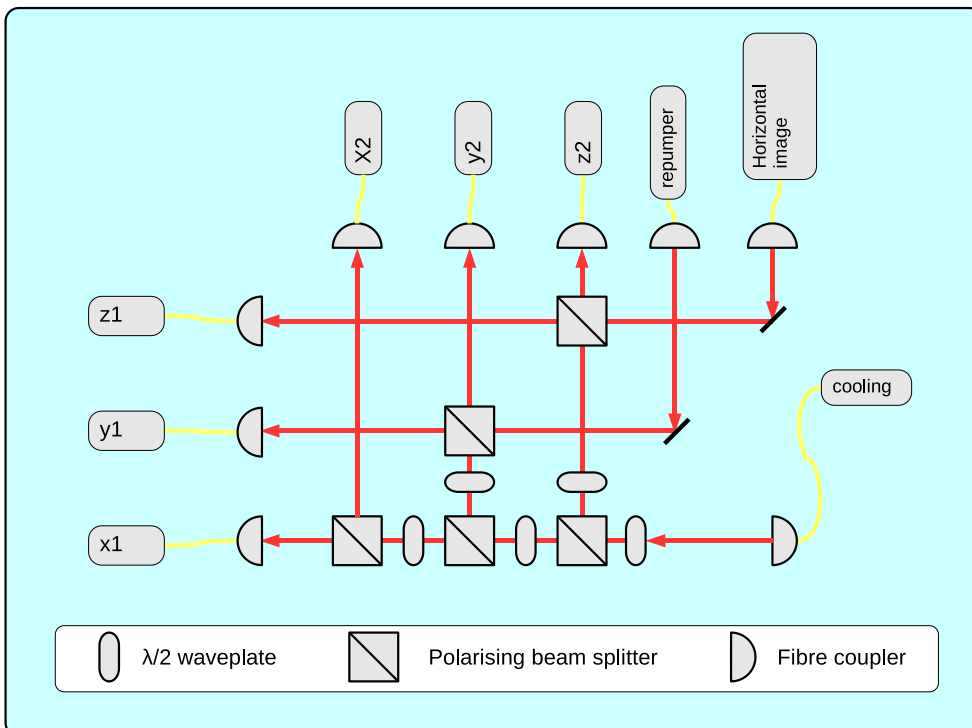 X2
y2
z2
repumper
Horizontal
image
z1
cooling
y1
x1
λ/2 waveplate
Polarising beam splitter
Fibre coupler